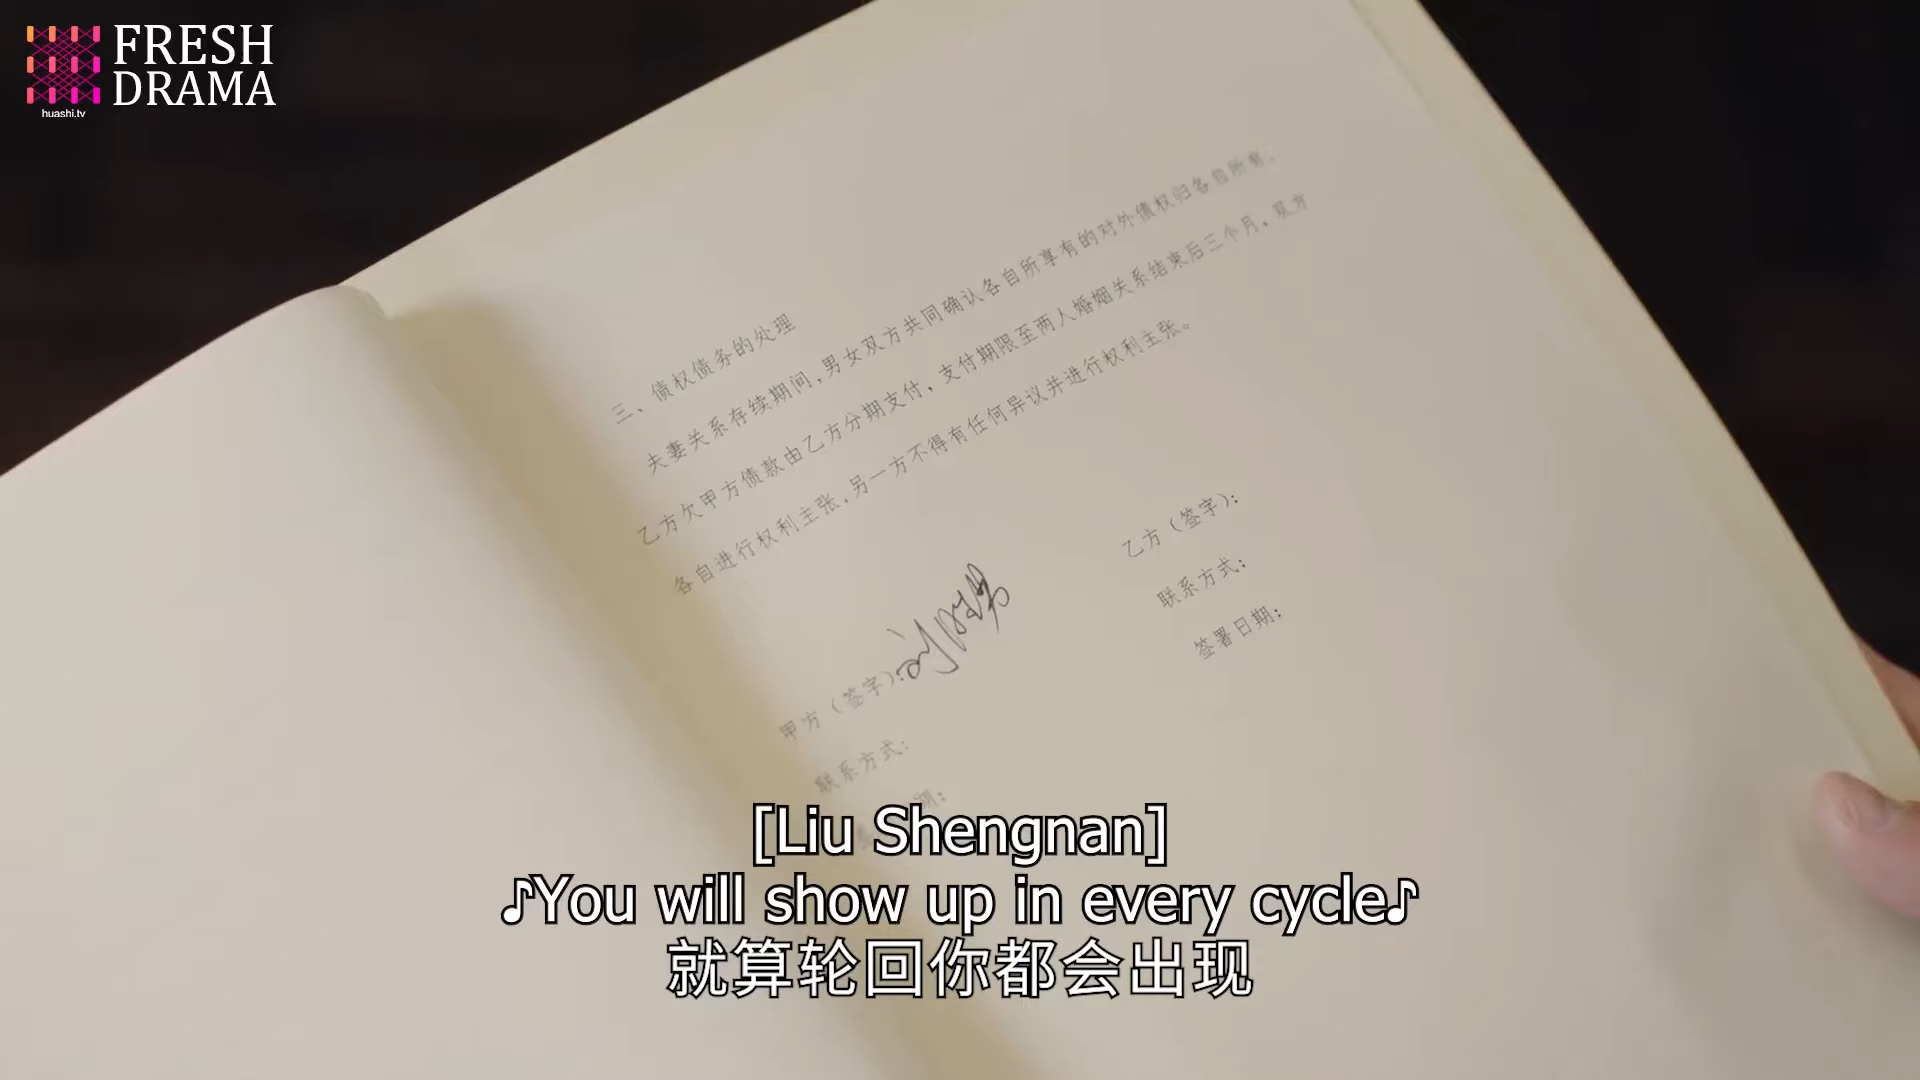 FRESH
DRAMA
huashi.tv
三、债权债务的处理
夫妻关系存续期间,男女双方共同确认各自所享有的对外债权归各自所有。
乙方欠甲方债款由乙方分期支付，支付期限至两人婚烟关系结束后三个月，双方
各自进行权利主张,另一方不得有任何异议并进行权利主张。
甲方（签字）：刘胜男
乙方（签字）：
联系方式：
联系方式：
签署日期：
期：
[Liu Shengnan]
♪You will show up in every cycle♪
就算轮回你都会出现